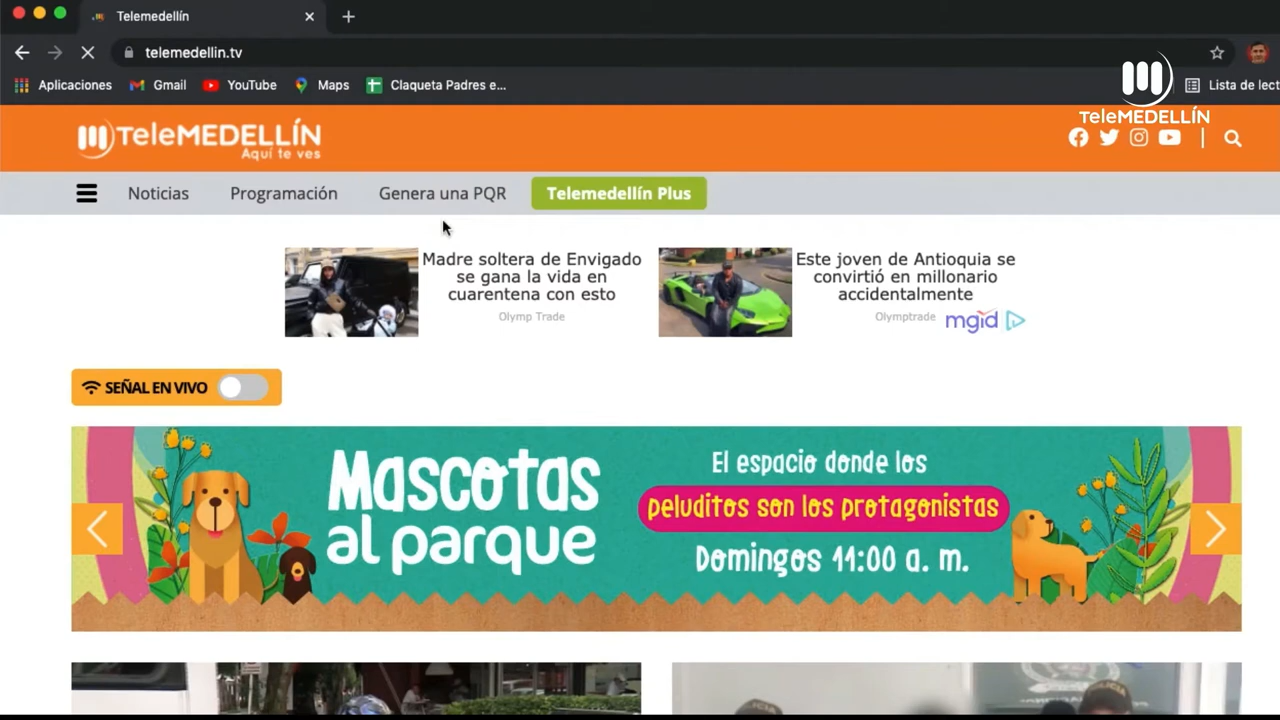 Telemedellín
telemedellin.tv
Aplicaciones
Gmail
YouTube
Maps
Claqueta Padres e...
Lista de lect
TeleMEDELLÍN
TeleMEDELLÍN
Aquí te ves
Noticias
Programación
Genera una PQR
Telemedellín Plus
Madre soltera de Envigado
se gana la vida en
cuarentena con esto
Olymp Trade
Este joven de Antioquia se
convirtió en millonario
accidentalmente
Olymptrade
mgid
SEÑAL EN VIVO
Mascotas
al parque
El espacio donde los
peluditos son los protagonistas
Domingos 11:00 a. m.